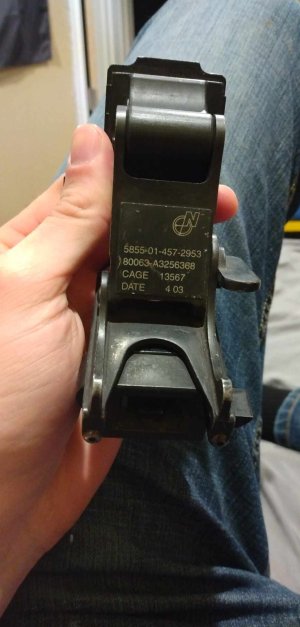 N
5855-01-457-2953
80063-A3256368
CAGE 13567
DATE 4 03